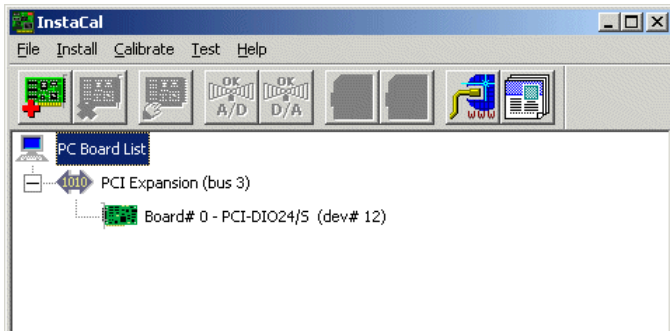 InstaCal
File Install Calibrate Test Help
OK A/D OK D/A www
PC Board List
1010 PCI Expansion (bus 3)
Board# 0 - PCI-DIO24/S (dev# 12)